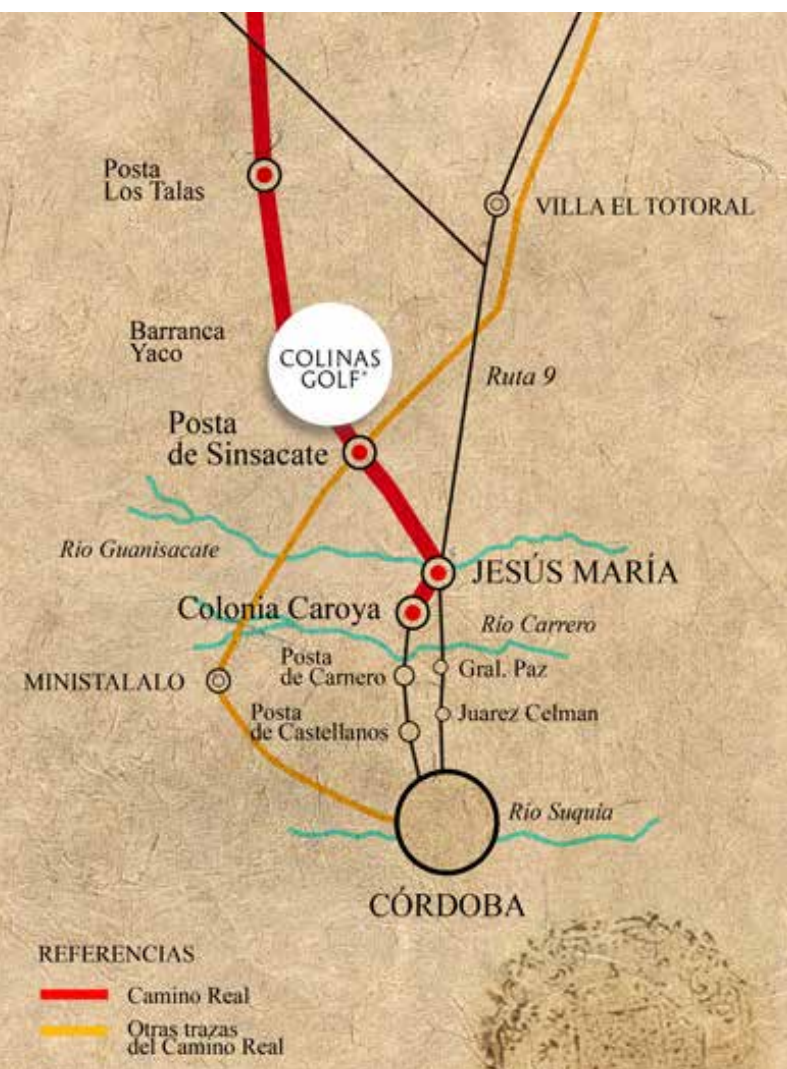 Posta
Los Talas
VILLA EL TOTORAL
Barranca
Yaco
COLINAS
GOLF®
Ruta 9
Posta
de Sinsacate
Río Guanisacate
JESÚS MARÍA
Colonia Caroya
Río Carrero
Posta
de Carnero
Gral. Paz
MINISTALALO
Posta
de Castellanos
Juarez Celman
Río Suquía
CÓRDOBA
REFERENCIAS
Camino Real
Otras trazas
del Camino Real